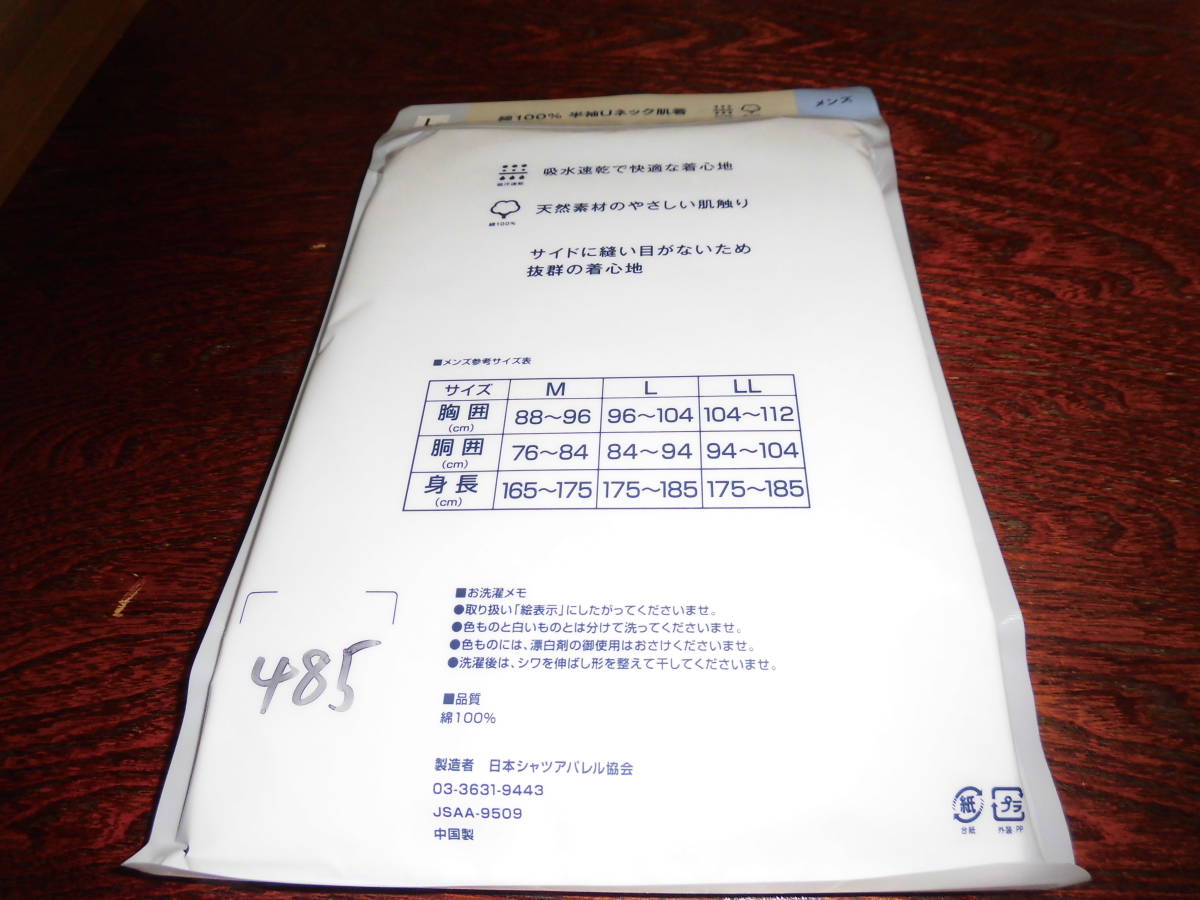 L 綿100% 半袖Uネック肌着 メンズ
吸汗速乾 吸水速乾で快適な着心地
綿100% 天然素材のやさしい肌触り
サイドに縫い目がないため
抜群の着心地
■メンズ参考サイズ表
サイズ M L LL
胸囲(cm) 88〜96 96〜104 104〜112
胴囲(cm) 76〜84 84〜94 94〜104
身長(cm) 165〜175 175〜185 175〜185
■お洗濯メモ
●取り扱い「絵表示」にしたがってくださいませ。
●色ものと白いものとは分けて洗ってくださいませ。
●色ものには、漂白剤の御使用はおさけくださいませ。
●洗濯後は、シワを伸ばし形を整えて干してくださいませ。
485
■品質
綿100%
製造者 日本シャツアパレル協会
03-3631-9443
JSAA-9509
中国製
紙 プラ
台紙 外装 PP